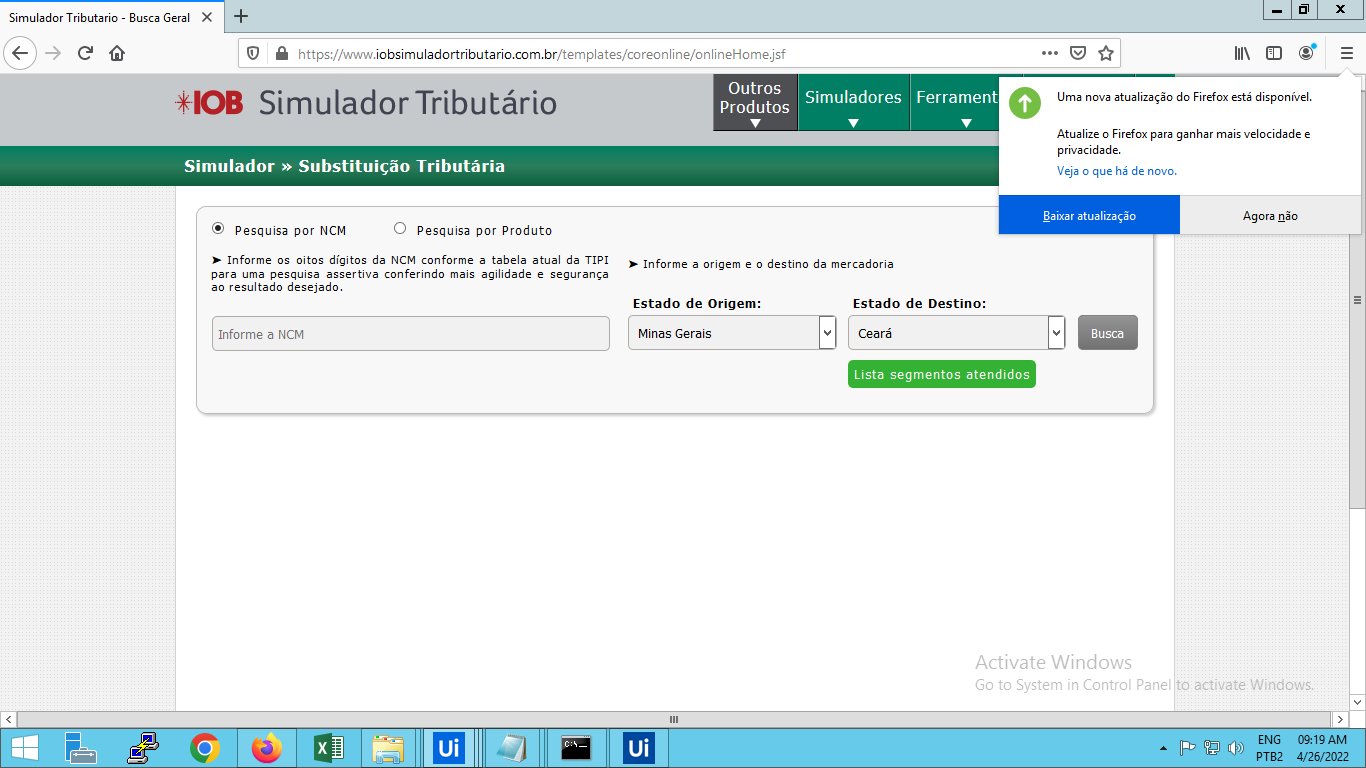 Simulador Tributario - Busca Geral
https://www.iobsimuladortributario.com.br/templates/coreonline/onlineHome.jsf
IOB Simulador Tributário
Outros Produtos
Simuladores
Ferrament
Uma nova atualização do Firefox está disponível.
Atualize o Firefox para ganhar mais velocidade e
privacidade.
Veja o que há de novo.
Baixar atualização
Agora não
Simulador » Substituição Tributária
Pesquisa por NCM
Pesquisa por Produto
➤ Informe os oitos dígitos da NCM conforme a tabela atual da TIPI
para uma pesquisa assertiva conferindo mais agilidade e segurança
ao resultado desejado.
➤ Informe a origem e o destino da mercadoria
Estado de Origem:
Estado de Destino:
Informe a NCM
Minas Gerais
Ceará
Busca
Lista segmentos atendidos
Activate Windows
Go to System in Control Panel to activate Windows.
Ui
C:\
Ui
ENG
PTB2
09:19 AM
4/26/2022